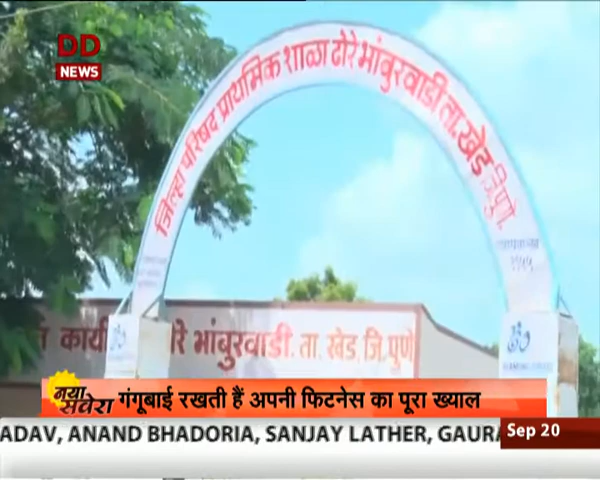 DD
NEWS
जिल्हा परिषद प्राथमिक शाळा ढोरे भांबुरवाडी ता. खेड जि. पुणे.
कार्या रे भांबुरवाडी. ता. खेड जि. पुणे
नया सवेरा
गंगूबाई रखती हैं अपनी फिटनेस का पूरा ख्याल
ADAV, ANAND BHADORIA, SANJAY LATHER, GAURA
Sep 20